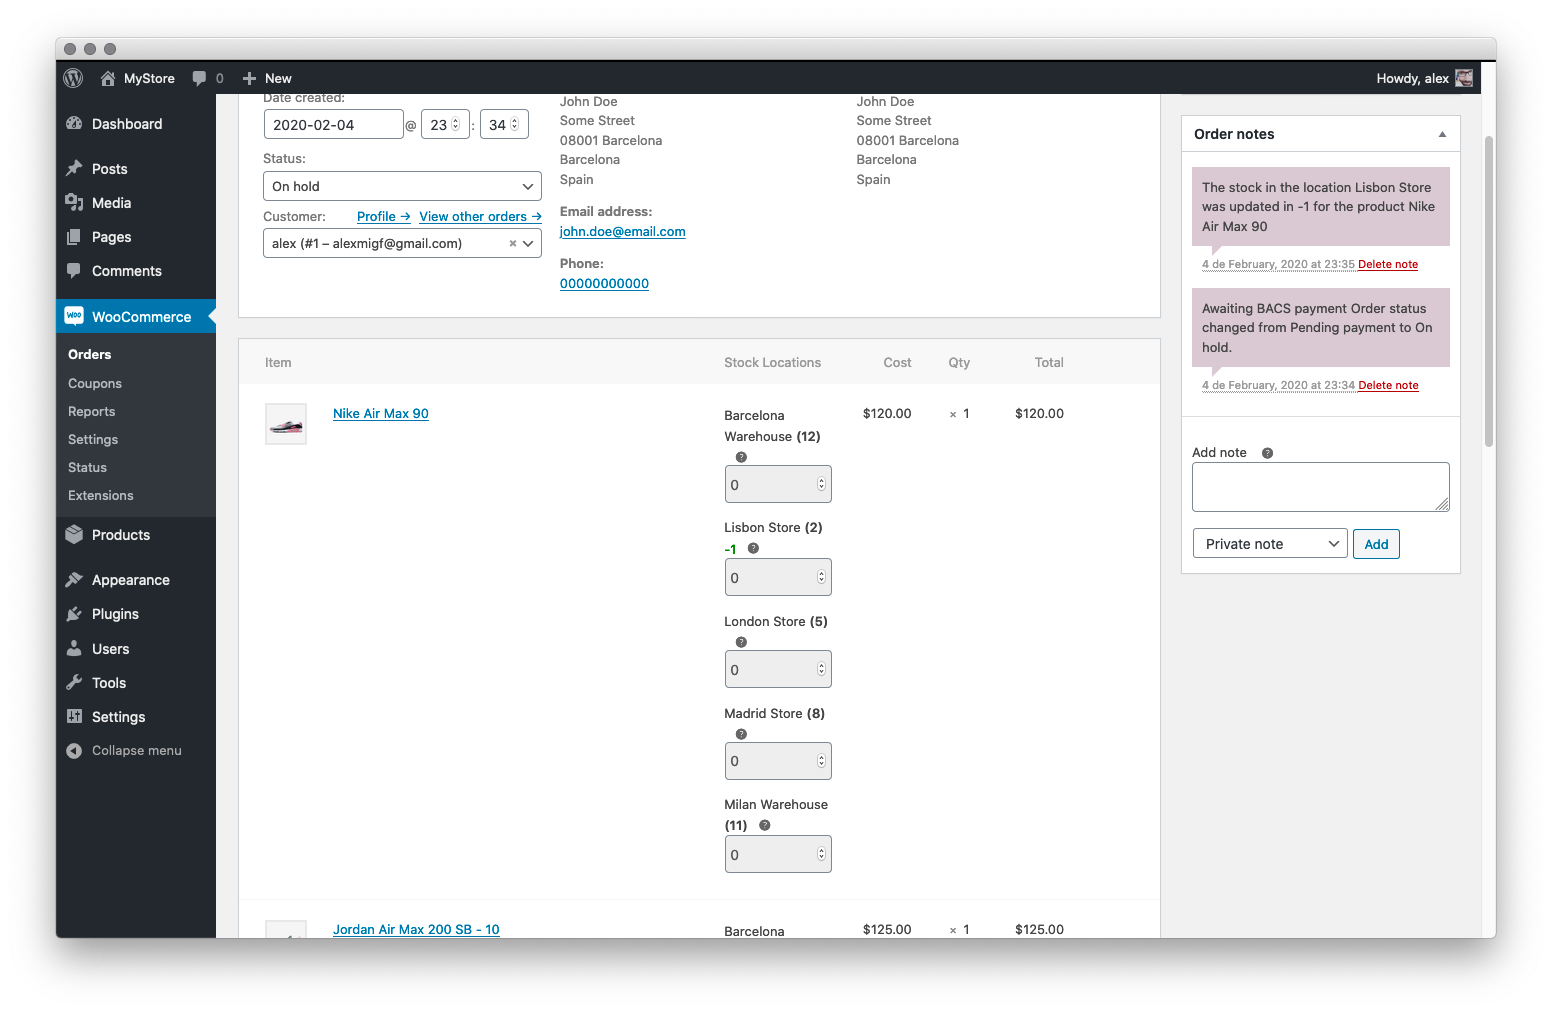 MyStore
0
New
Howdy, alex
Dashboard
Posts
Media
Pages
Comments
WooCommerce
Orders
Coupons
Reports
Settings
Status
Extensions
Products
Appearance
Plugins
Users
Tools
Settings
Collapse menu
Date created:
2020-02-04 @ 23 : 34
Status:
On hold
Customer: Profile → View other orders →
alex (#1 – alexmigf@gmail.com) ×
John Doe
Some Street
08001 Barcelona
Barcelona
Spain
Email address:
john.doe@email.com
Phone:
00000000000
John Doe
Some Street
08001 Barcelona
Barcelona
Spain
Item Stock Locations Cost Qty Total
Nike Air Max 90
Barcelona
Warehouse (12)
?
0
Lisbon Store (2)
-1 ?
0
London Store (5)
?
0
Madrid Store (8)
?
0
Milan Warehouse
(11) ?
0
$120.00 × 1 $120.00
Jordan Air Max 200 SB - 10 Barcelona $125.00 × 1 $125.00
Order notes
The stock in the location Lisbon Store
was updated in -1 for the product Nike
Air Max 90
4 de February, 2020 at 23:35 Delete note
Awaiting BACS payment Order status
changed from Pending payment to On
hold.
4 de February, 2020 at 23:34 Delete note
Add note ?
Private note
Add